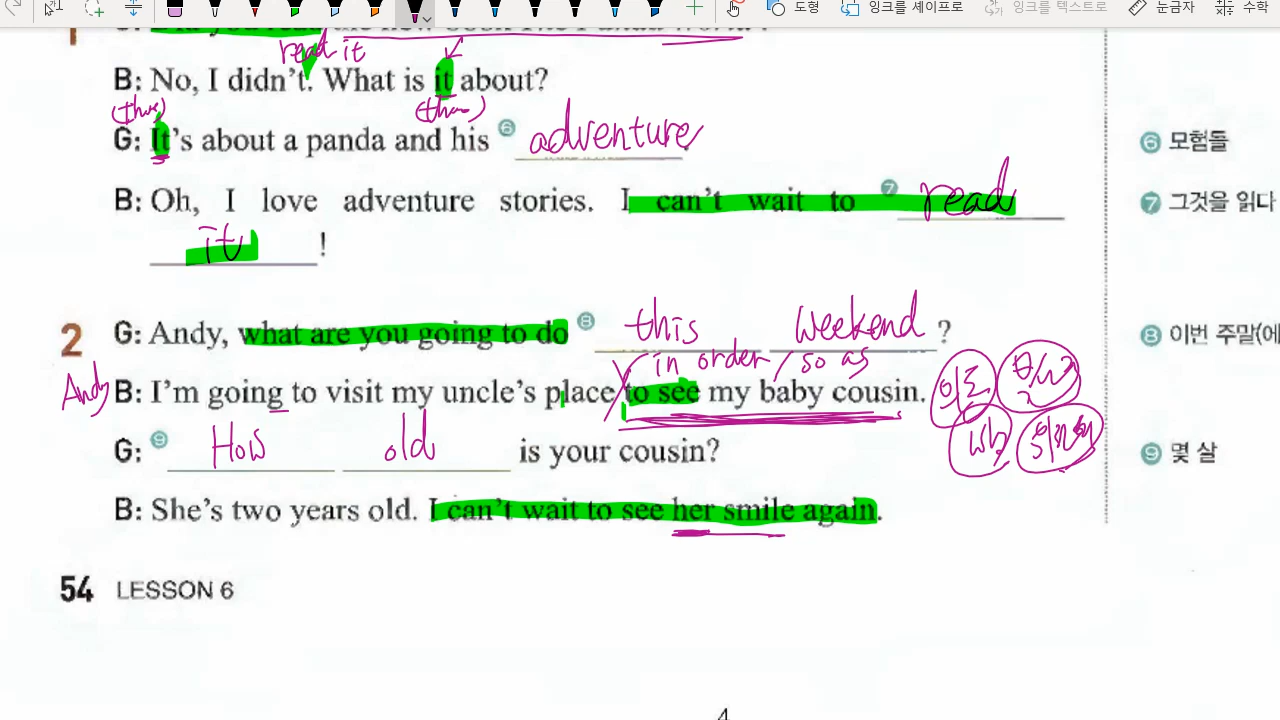 도형 잉크를 셰이프로 잉크를 텍스트로 눈금자 수학
read it
B: No, I didn't. What is it about?
G: It's about a panda and his ⑥ adventure
⑥ 모험들
B: Oh, I love adventure stories. I can't wait to ⑦ read
⑦ 그것을 읽다
it !
2 G: Andy, what are you going to do ⑧ this weekend ?
⑧ 이번 주말(에
in order / so as
Andy B: I'm going to visit my uncle's place to see my baby cousin.
의도
G: ⑨ How old is your cousin?
⑨ 몇 살
B: She's two years old. I can't wait to see her smile again.
54 LESSON 6